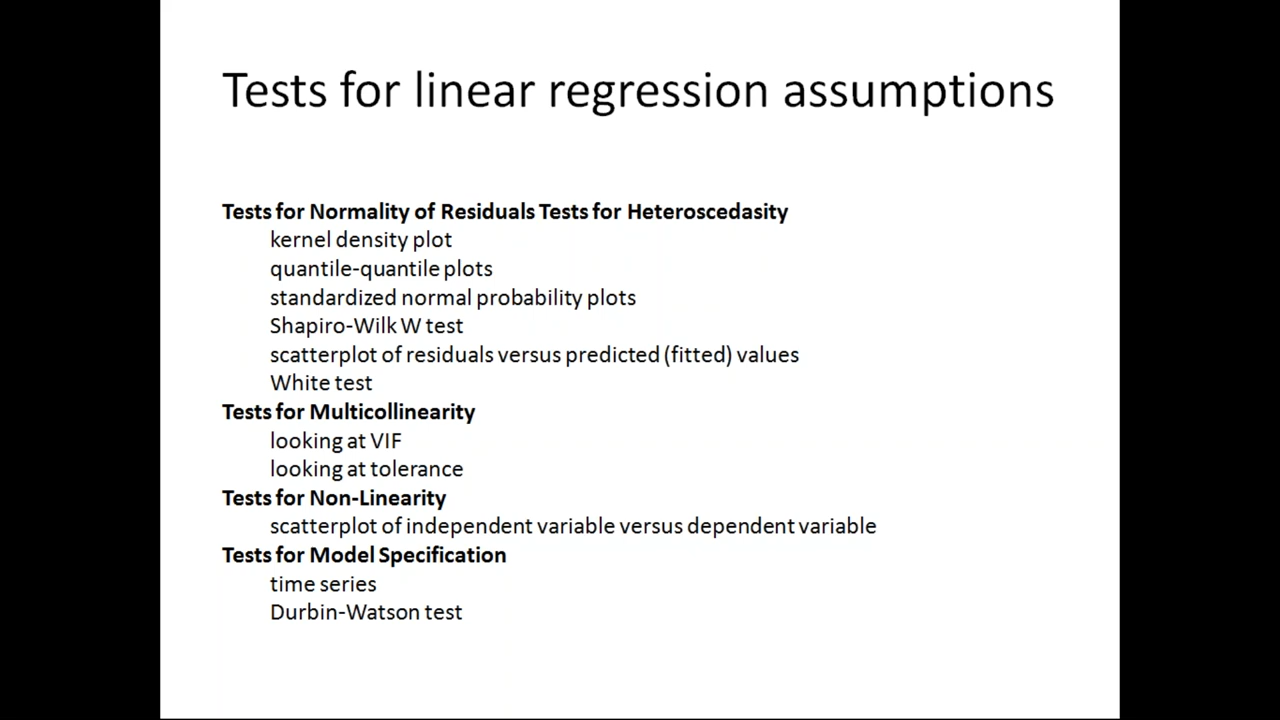 Tests for linear regression assumptions
Tests for Normality of Residuals Tests for Heteroscedasity
kernel density plot
quantile-quantile plots
standardized normal probability plots
Shapiro-Wilk W test
scatterplot of residuals versus predicted (fitted) values
White test
Tests for Multicollinearity
looking at VIF
looking at tolerance
Tests for Non-Linearity
scatterplot of independent variable versus dependent variable
Tests for Model Specification
time series
Durbin-Watson test